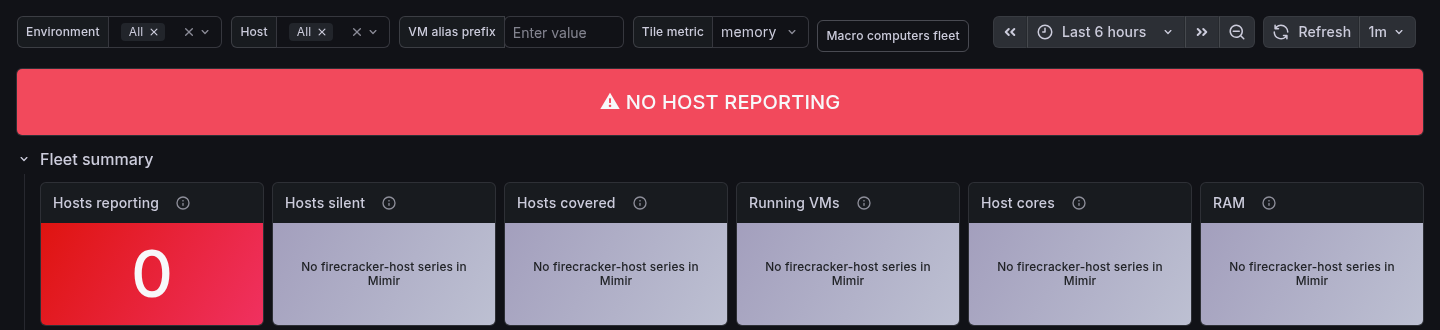 Environment All × × Host All × × VM alias prefix Enter value Tile metric memory Macro computers fleet Last 6 hours Refresh 1m
NO HOST REPORTING
Fleet summary
Hosts reporting Hosts silent Hosts covered Running VMs Host cores RAM
0
No firecracker-host series in
Mimir
No firecracker-host series in
Mimir
No firecracker-host series in
Mimir
No firecracker-host series in
Mimir
No firecracker-host series in
Mimir